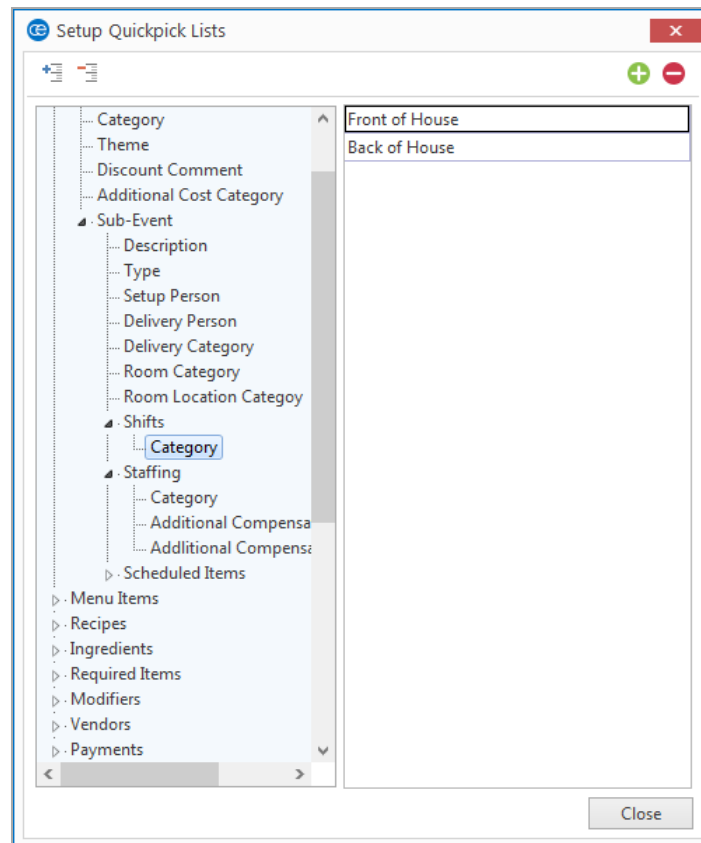 Setup Quickpick Lists
Category
Theme
Discount Comment
Additional Cost Category
Sub-Event
Description
Type
Setup Person
Delivery Person
Delivery Category
Room Category
Room Location Categoy
Shifts
Category
Staffing
Category
Additional Compensa
Addlitional Compensa
Scheduled Items
Menu Items
Recipes
Ingredients
Required Items
Modifiers
Vendors
Payments
Front of House
Back of House
Close